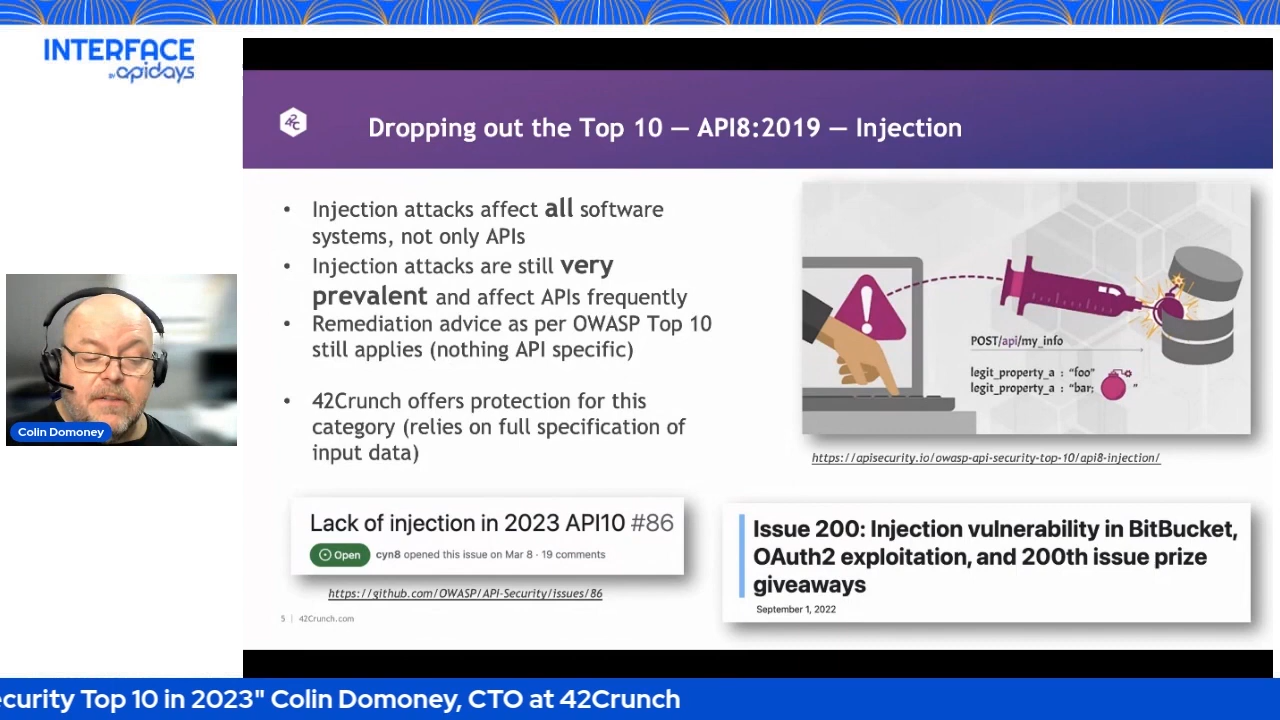 INTERFACE
BY apidays
42C
Dropping out the Top 10 — API8:2019 — Injection
• Injection attacks affect all software
systems, not only APIs
• Injection attacks are still very
prevalent and affect APIs frequently
• Remediation advice as per OWASP Top 10
still applies (nothing API specific)
• 42Crunch offers protection for this
category (relies on full specification of
input data)
POST/api/my_info
legit_property_a : “foo”
legit_property_a : “bar; ”
https://apisecurity.io/owasp-api-security-top-10/api8-injection/
Lack of injection in 2023 API10 #86
Open cyn8 opened this issue on Mar 8 · 19 comments
https://github.com/OWASP/API-Security/issues/86
Issue 200: Injection vulnerability in BitBucket,
OAuth2 exploitation, and 200th issue prize
giveaways
September 1, 2022
5 | 42Crunch.com
Colin Domoney
ecurity Top 10 in 2023" Colin Domoney, CTO at 42Crunch